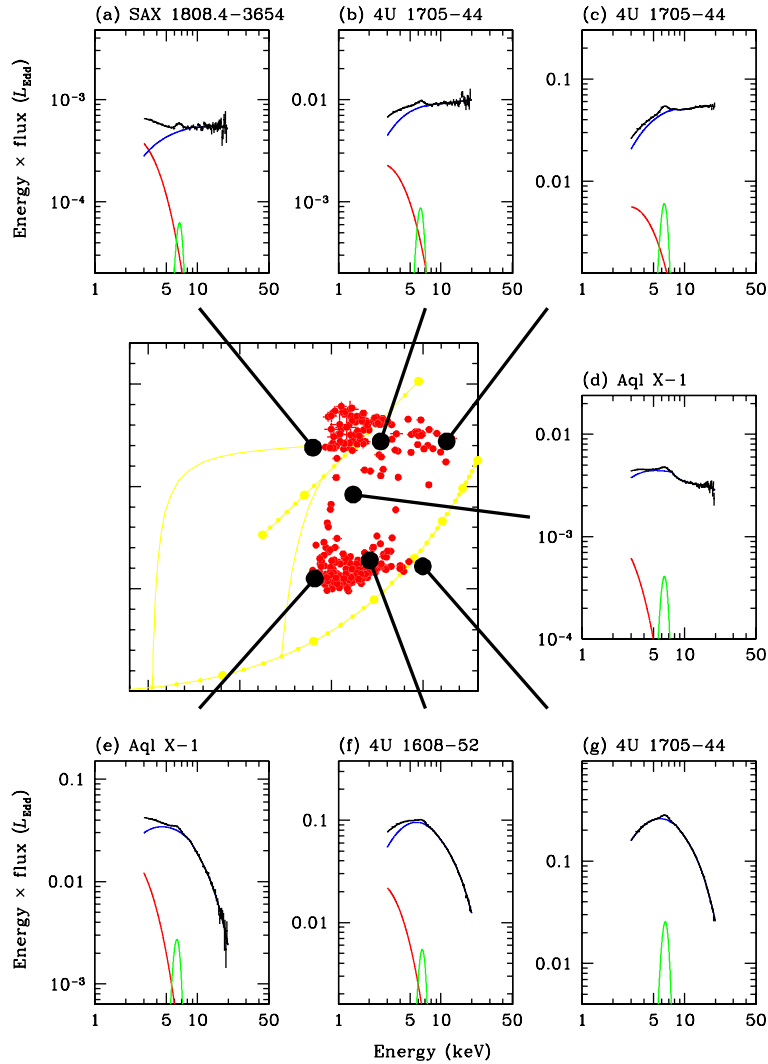 (a) SAX 1808.4−3654
(b) 4U 1705−44
(c) 4U 1705−44
Energy × flux (L_Edd)
10⁻³
10⁻⁴
1 5 10 50
0.01
10⁻³
1 5 10 50
0.1
0.01
1 5 10 50
(d) Aql X−1
0.01
10⁻³
10⁻⁴
1 5 10 50
(e) Aql X−1
(f) 4U 1608−52
(g) 4U 1705−44
Energy × flux (L_Edd)
0.1
0.01
10⁻³
1 5 10 50
0.1
0.01
1 5 10 50
0.1
0.01
1 5 10 50
Energy (keV)